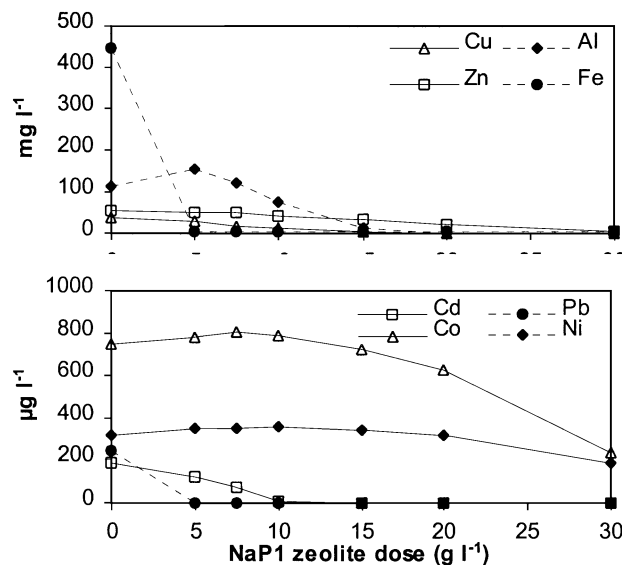 500
400
300
200
100
0
mg l⁻¹
Cu
Al
Zn
Fe
1000
800
600
400
200
0
µg l⁻¹
Cd
Pb
Co
Ni
0 5 10 15 20 25 30
NaP1 zeolite dose (g l⁻¹)